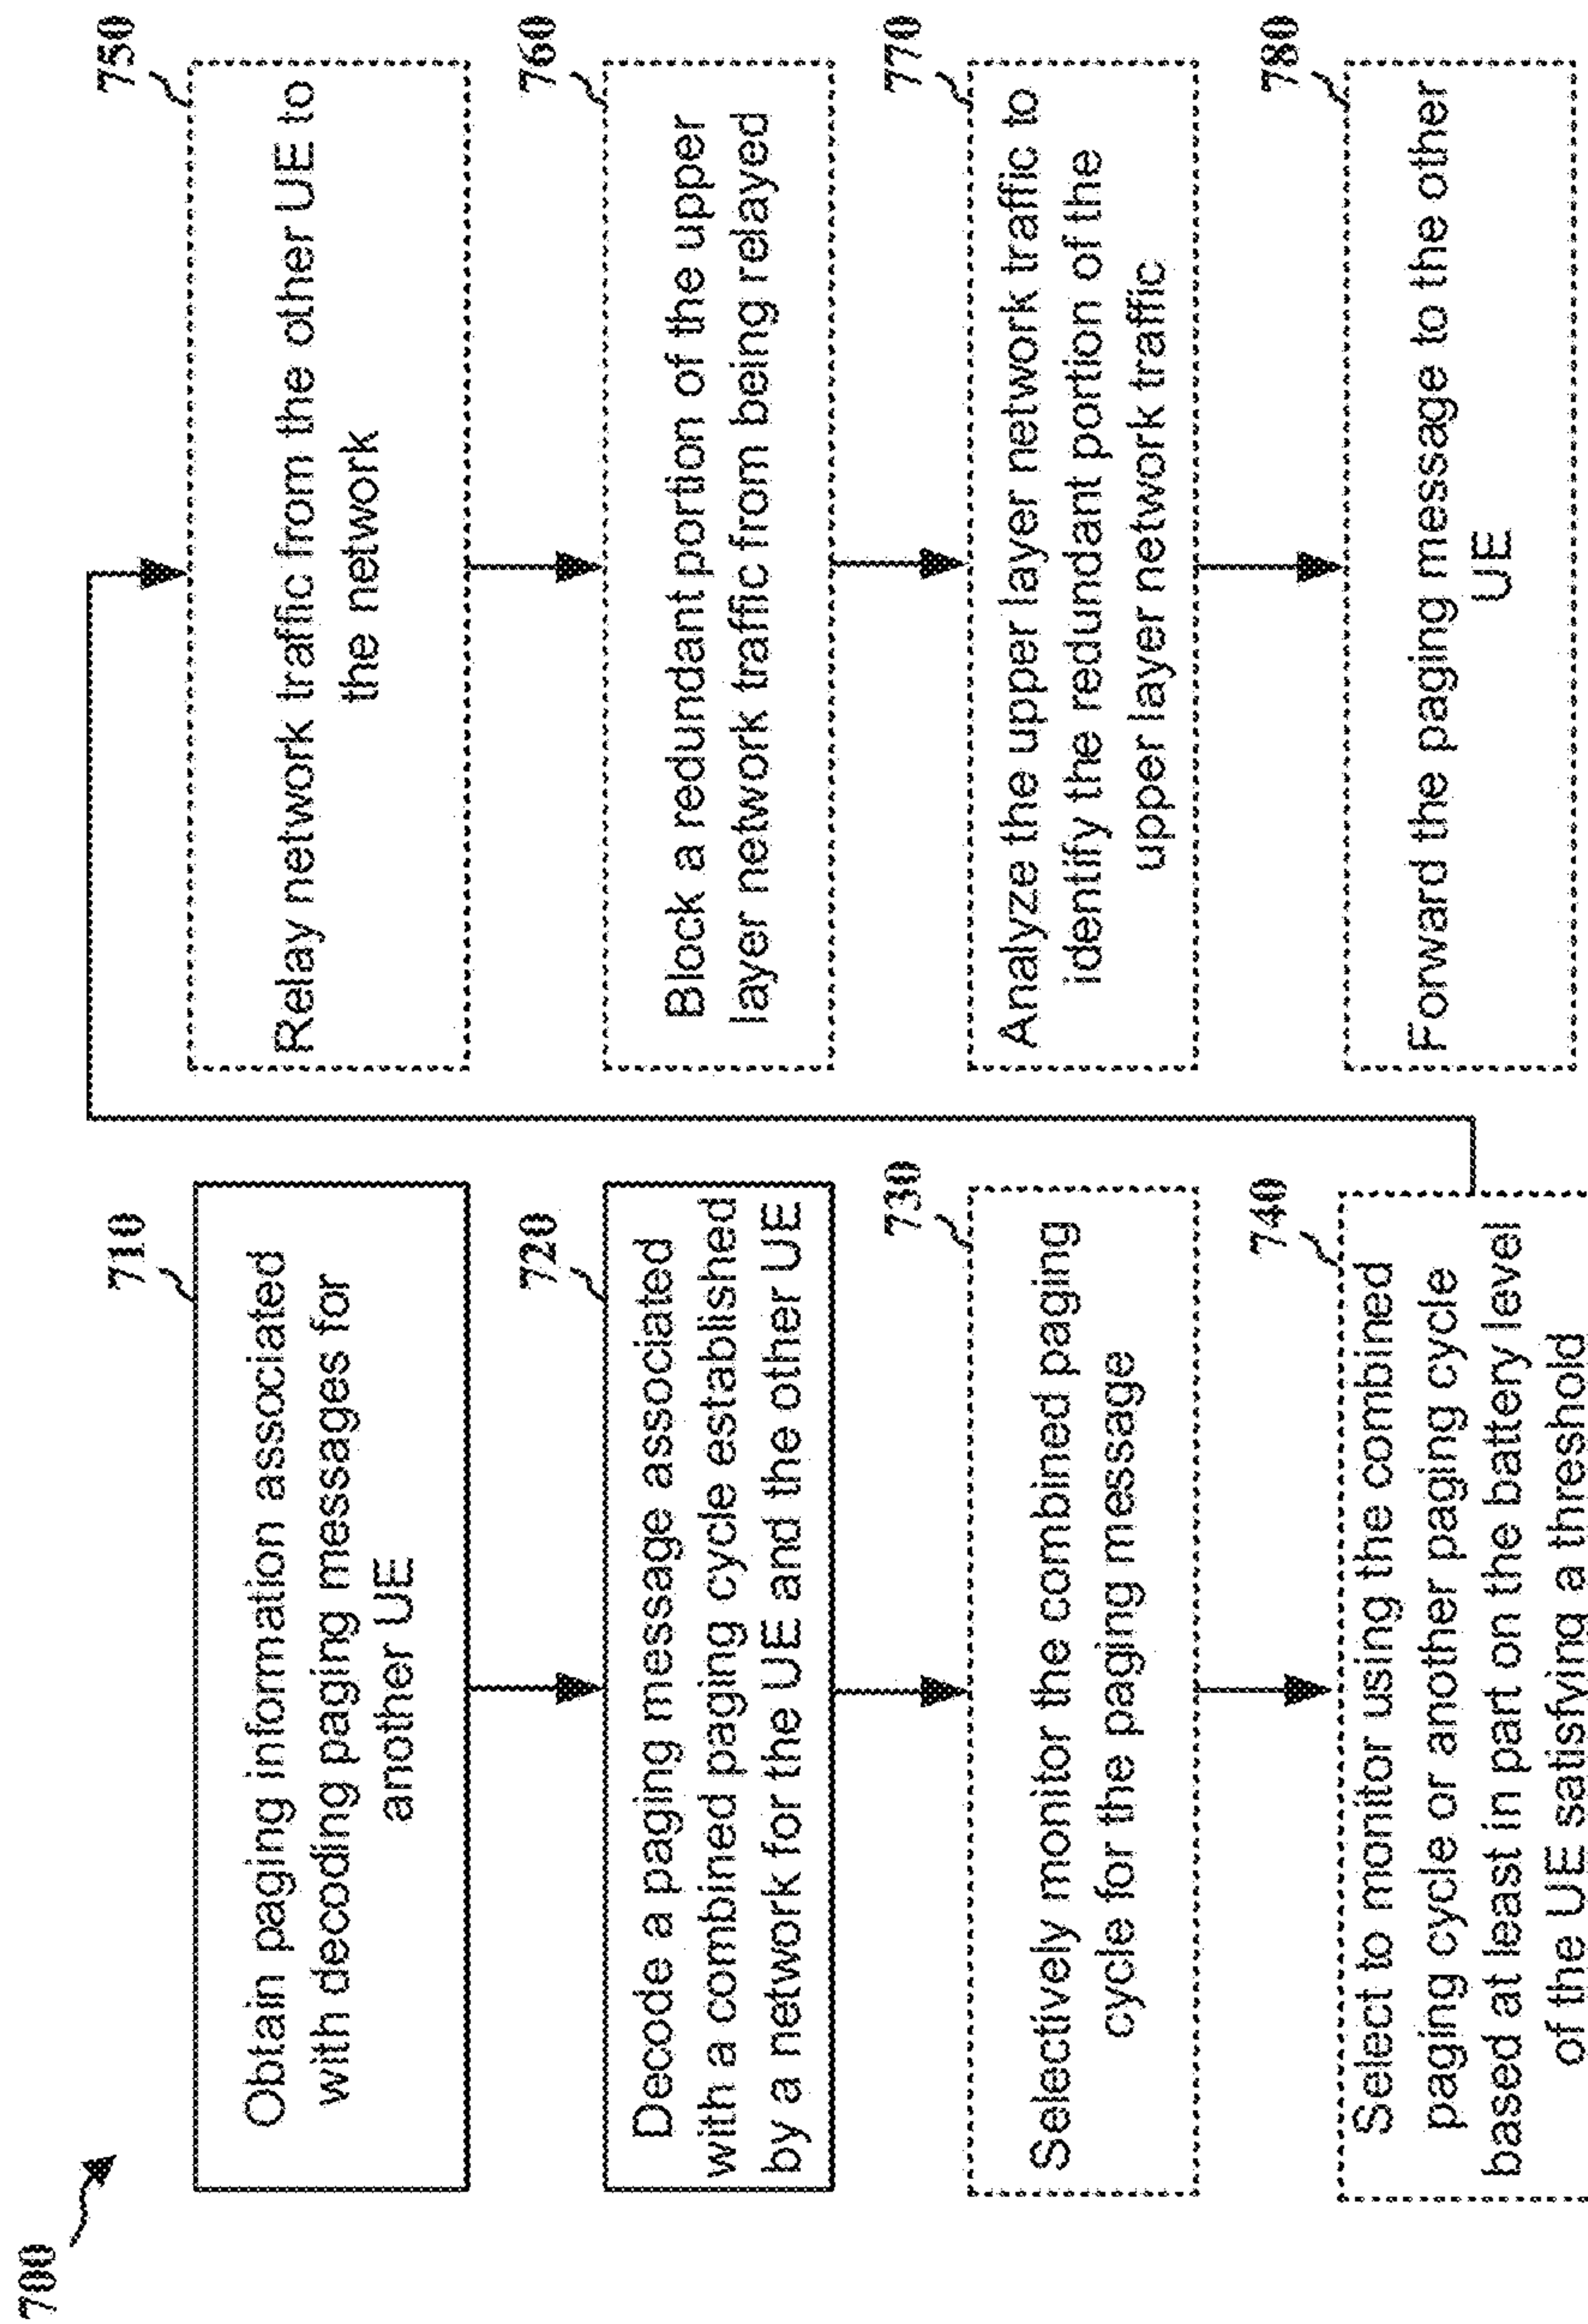 700
710
Obtain paging information associated
with decoding paging messages for
another UE
720
Decode a paging message associated
with a combined paging cycle established
by a network for the UE and the other UE
730
Selectively monitor the combined paging
cycle for the paging message
740
Select to monitor using the combined
paging cycle or another paging cycle
based at least in part on the battery level
of the UE satisfying a threshold
750
Relay network traffic from the other UE to
the network
760
Block a redundant portion of the upper
layer network traffic from being relayed
770
Analyze the upper layer network traffic to
identify the redundant portion of the
upper layer network traffic
780
Forward the paging message to the other
UE